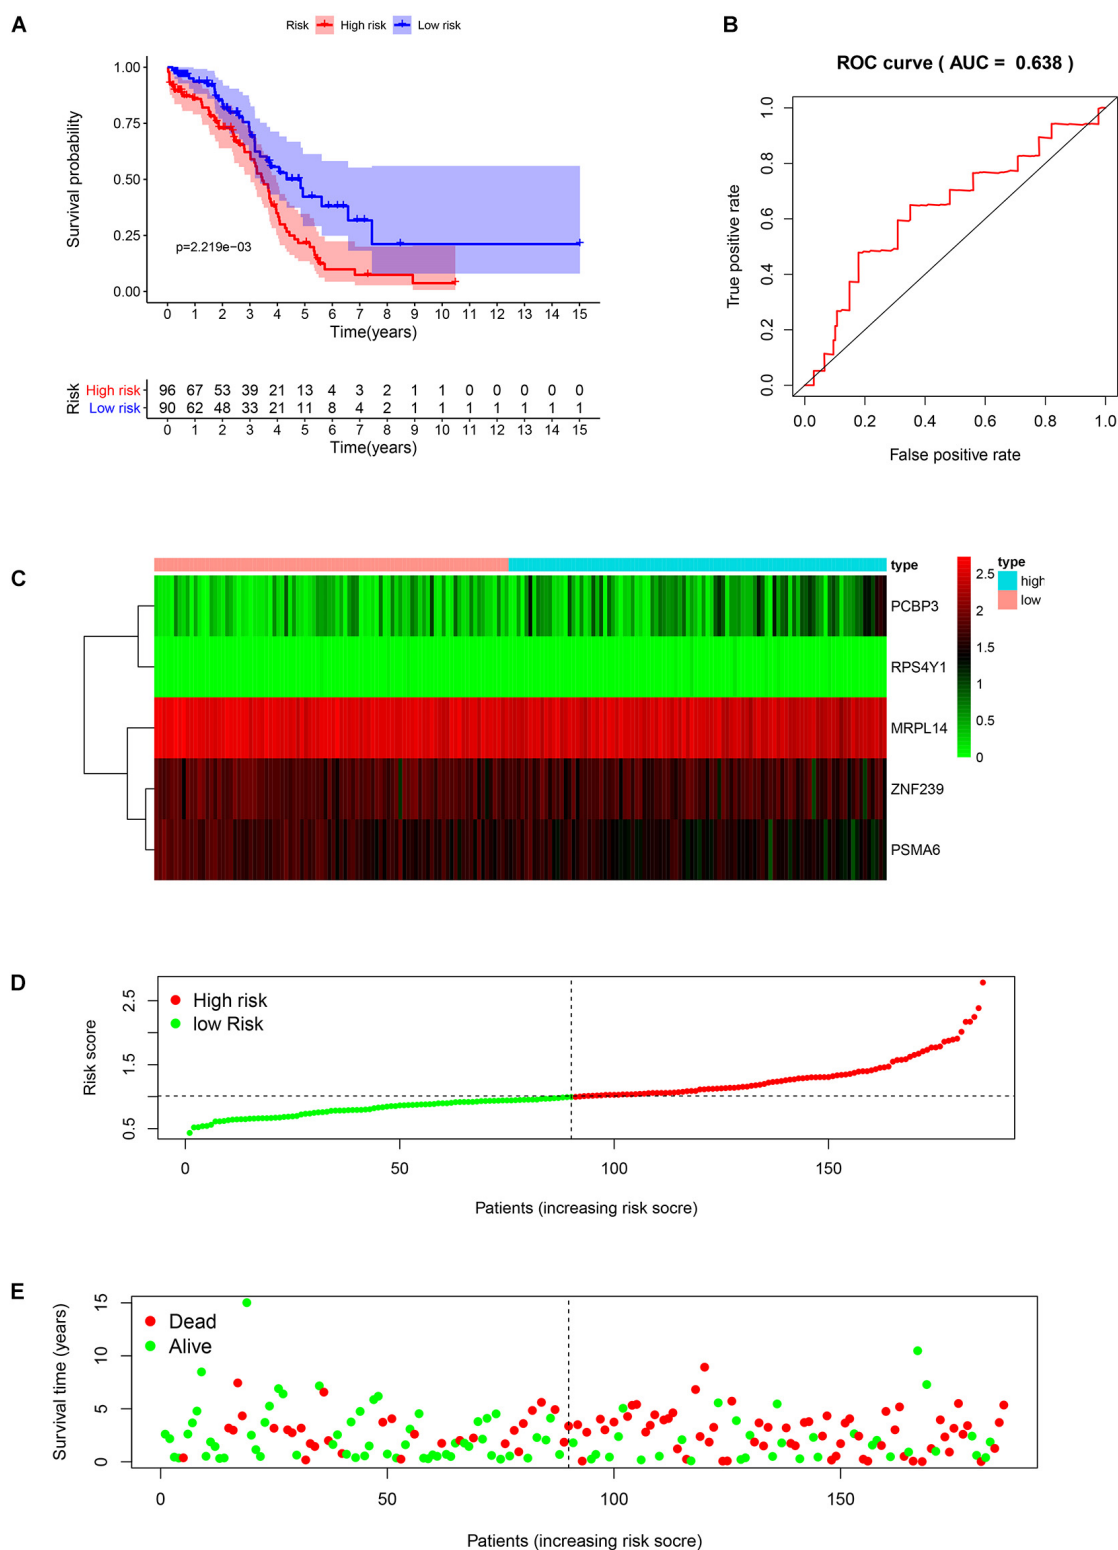 A
Risk High risk Low risk
Survival probability
1.00
0.75
0.50
0.25
0.00
p=2.219e−03
0 1 2 3 4 5 6 7 8 9 10 11 12 13 14 15
Time(years)
Risk
High risk 96 67 53 39 21 13 4 3 2 1 1 0 0 0 0 0
Low risk 90 62 48 33 21 11 8 4 2 1 1 1 1 1 1 1
0 1 2 3 4 5 6 7 8 9 10 11 12 13 14 15
Time(years)
B
ROC curve ( AUC = 0.638 )
True positive rate
1.0
0.8
0.6
0.4
0.2
0.0
0.0 0.2 0.4 0.6 0.8 1.0
False positive rate
C
type
PCBP3
RPS4Y1
MRPL14
ZNF239
PSMA6
2.5
2
1.5
1
0.5
0
type
high
low
D
Risk score
2.5
1.5
0.5
High risk
low Risk
0 50 100 150
Patients (increasing risk socre)
E
Survival time (years)
15
10
5
0
Dead
Alive
0 50 100 150
Patients (increasing risk socre)